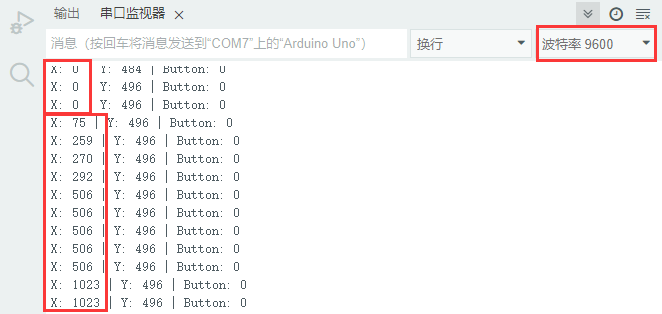 输出 串口监视器
消息 (按回车将消息发送到“COM7”上的“Arduino Uno”) 换行 波特率 9600
X: 0 | Y: 484 | Button: 0
X: 0 | Y: 496 | Button: 0
X: 0 | Y: 496 | Button: 0
X: 75 | Y: 496 | Button: 0
X: 259 | Y: 496 | Button: 0
X: 270 | Y: 496 | Button: 0
X: 292 | Y: 496 | Button: 0
X: 506 | Y: 496 | Button: 0
X: 506 | Y: 496 | Button: 0
X: 506 | Y: 496 | Button: 0
X: 506 | Y: 496 | Button: 0
X: 506 | Y: 496 | Button: 0
X: 1023 | Y: 496 | Button: 0
X: 1023 | Y: 496 | Button: 0